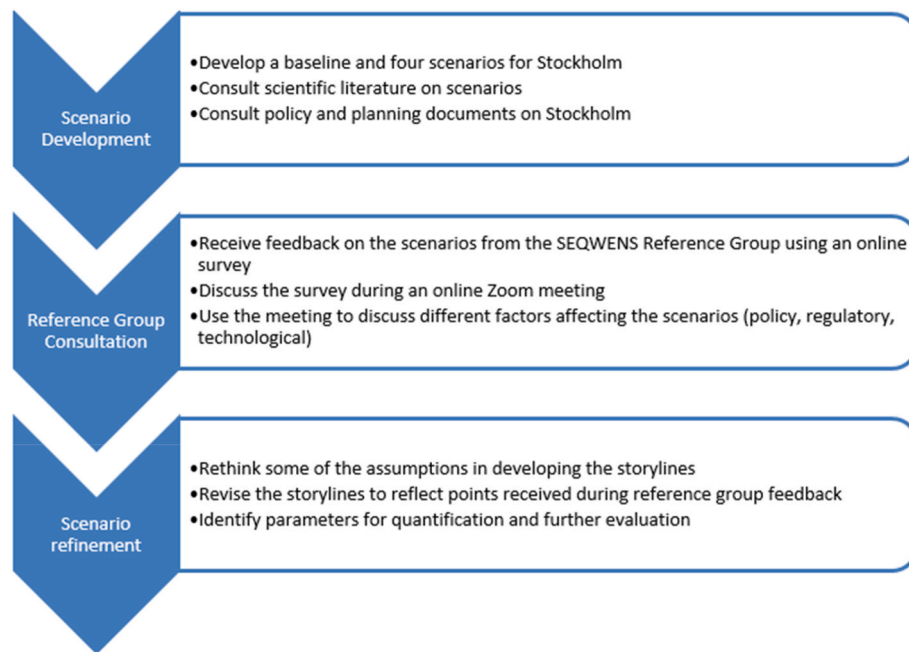 Scenario
Development
•Develop a baseline and four scenarios for Stockholm
•Consult scientific literature on scenarios
•Consult policy and planning documents on Stockholm
Reference Group
Consultation
•Receive feedback on the scenarios from the SEQWENS Reference Group using an online
survey
•Discuss the survey during an online Zoom meeting
•Use the meeting to discuss different factors affecting the scenarios (policy, regulatory,
technological)
Scenario
refinement
•Rethink some of the assumptions in developing the storylines
•Revise the storylines to reflect points received during reference group feedback
•Identify parameters for quantification and further evaluation